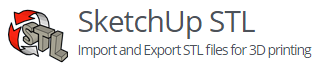 STL
SketchUp STL
Import and Export STL files for 3D printing